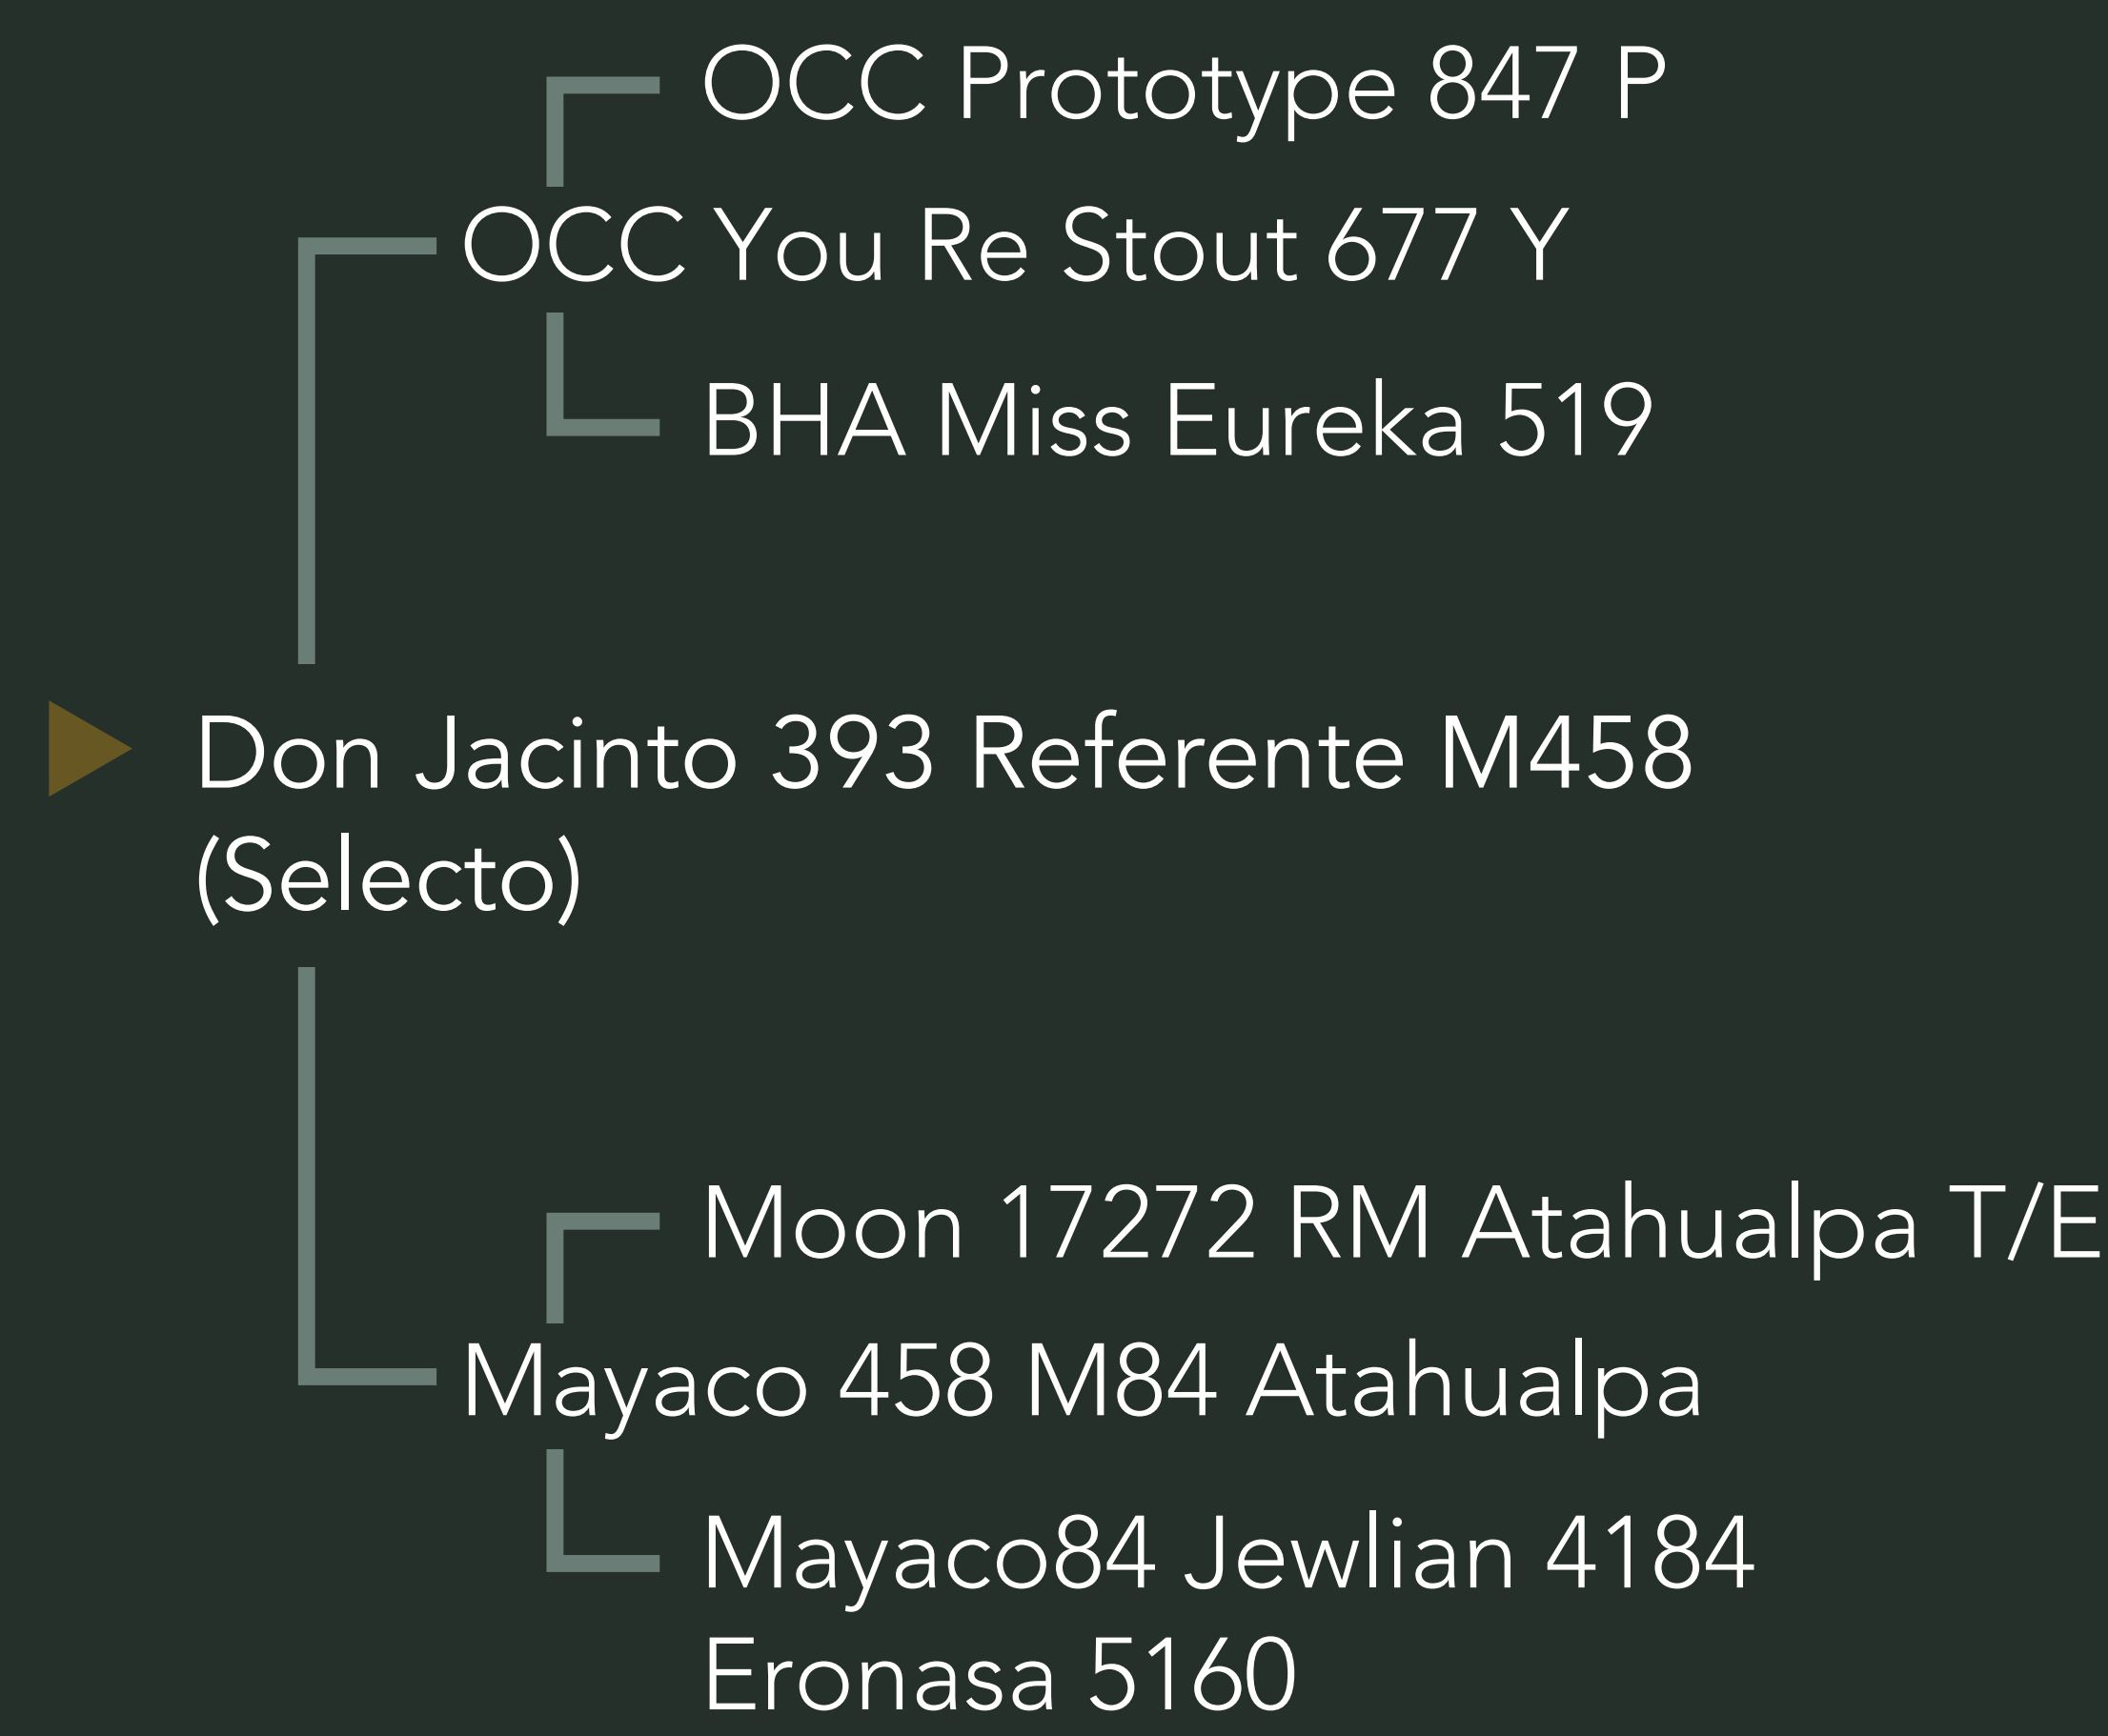 OCC Prototype 847 P
OCC You Re Stout 677 Y
BHA Miss Eureka 519
Don Jacinto 393 Referente M458
(Selecto)
Moon 17272 RM Atahualpa T/E
Mayaco 458 M84 Atahualpa
Mayaco84 Jewlian 4184
Eronasa 5160